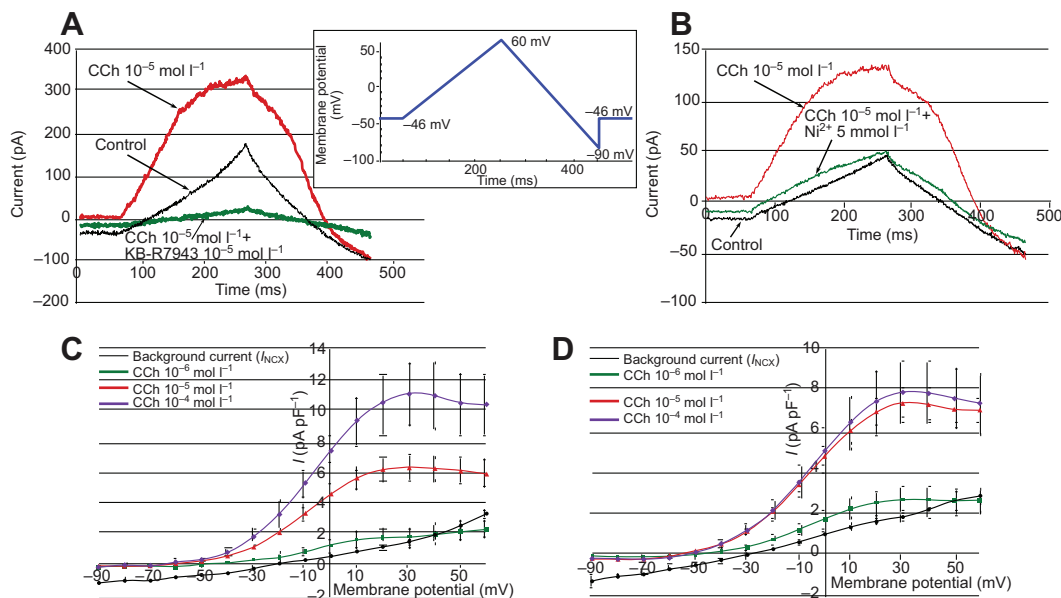 A
400
300
200
100
0
–100
–200
Current (pA)
CCh 10⁻⁵ mol l⁻¹
Control
CCh 10⁻⁵ mol l⁻¹+
KB-R7943 10⁻⁵ mol l⁻¹
0 100 200 300 400 500
Time (ms)
Membrane potential
(mV)
50
0
–50
–100
60 mV
–46 mV
–46 mV
–90 mV
200 400
Time (ms)
B
150
100
50
0
–50
–100
Current (pA)
CCh 10⁻⁵ mol l⁻¹
CCh 10⁻⁵ mol l⁻¹+
Ni²⁺ 5 mmol l⁻¹
Control
0 100 200 300 400 500
Time (ms)
C
Background current (I_NCX)
CCh 10⁻⁶ mol l⁻¹
CCh 10⁻⁵ mol l⁻¹
CCh 10⁻⁴ mol l⁻¹
14
12
10
8
6
4
2
0
–2
I (pA pF⁻¹)
–90 –70 –50 –30 –10 10 30 50
Membrane potential (mV)
D
Background current (I_NCX)
CCh 10⁻⁶ mol l⁻¹
CCh 10⁻⁵ mol l⁻¹
CCh 10⁻⁴ mol l⁻¹
10
8
6
4
2
0
–2
I (pA pF⁻¹)
–90 –70 –50 –30 –10 10 30 50
Membrane potential (mV)